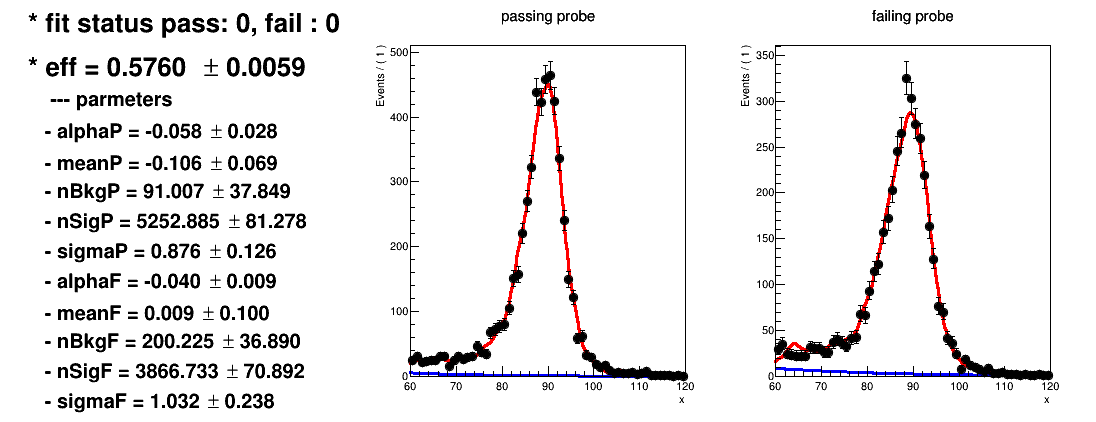 * fit status pass: 0, fail : 0
* eff = 0.5760 ± 0.0059
--- parmeters
- alphaP = -0.058 ± 0.028
- meanP = -0.106 ± 0.069
- nBkgP = 91.007 ± 37.849
- nSigP = 5252.885 ± 81.278
- sigmaP = 0.876 ± 0.126
- alphaF = -0.040 ± 0.009
- meanF = 0.009 ± 0.100
- nBkgF = 200.225 ± 36.890
- nSigF = 3866.733 ± 70.892
- sigmaF = 1.032 ± 0.238
passing probe
Events / ( 1 )
500
400
300
200
100
0
60 70 80 90 100 110 120
x
failing probe
Events / ( 1 )
350
300
250
200
150
100
50
0
60 70 80 90 100 110 120
x